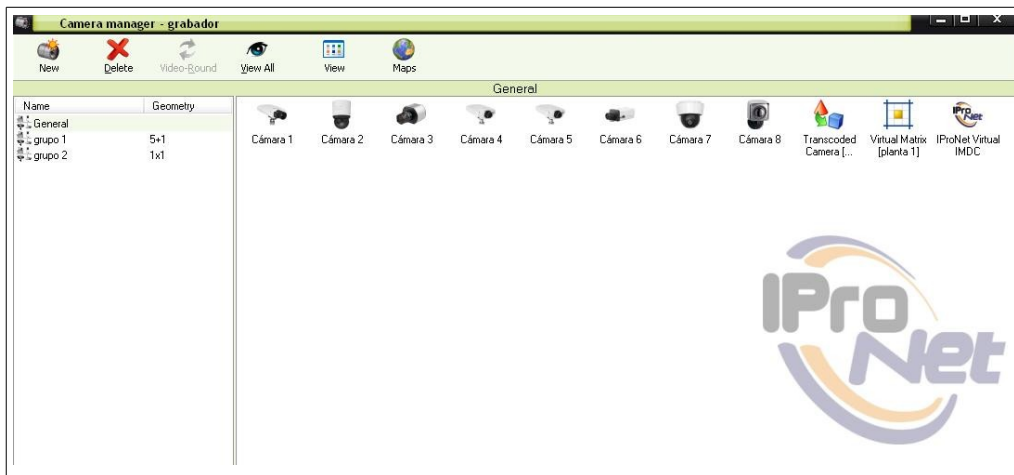 Camera manager - grabador
New Delete Video-Round View All View Maps
General
Name Geometry
General
grupo 1 5+1
grupo 2 1x1
Cámara 1 Cámara 2 Cámara 3 Cámara 4 Cámara 5 Cámara 6 Cámara 7 Cámara 8 Transcoded Virtual Matrix IProNet Virtual
Camera [... [planta 1] IMDC
IPro
Net
IPro
Net